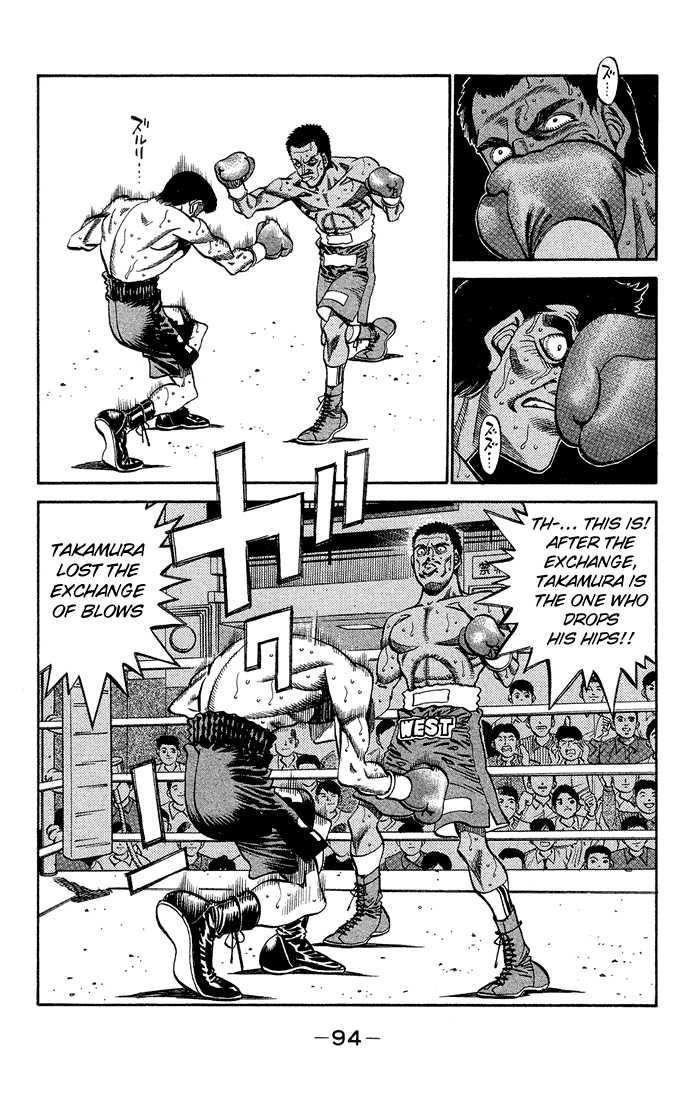 ズ…
ズズ…
ズルリ…
ガ
ガ
ク
TH-... THIS IS!
AFTER THE
EXCHANGE,
TAKAMURA IS
THE ONE WHO
DROPS
HIS HIPS!!
TAKAMURA
LOST THE
EXCHANGE
OF BLOWS
WEST
-94-